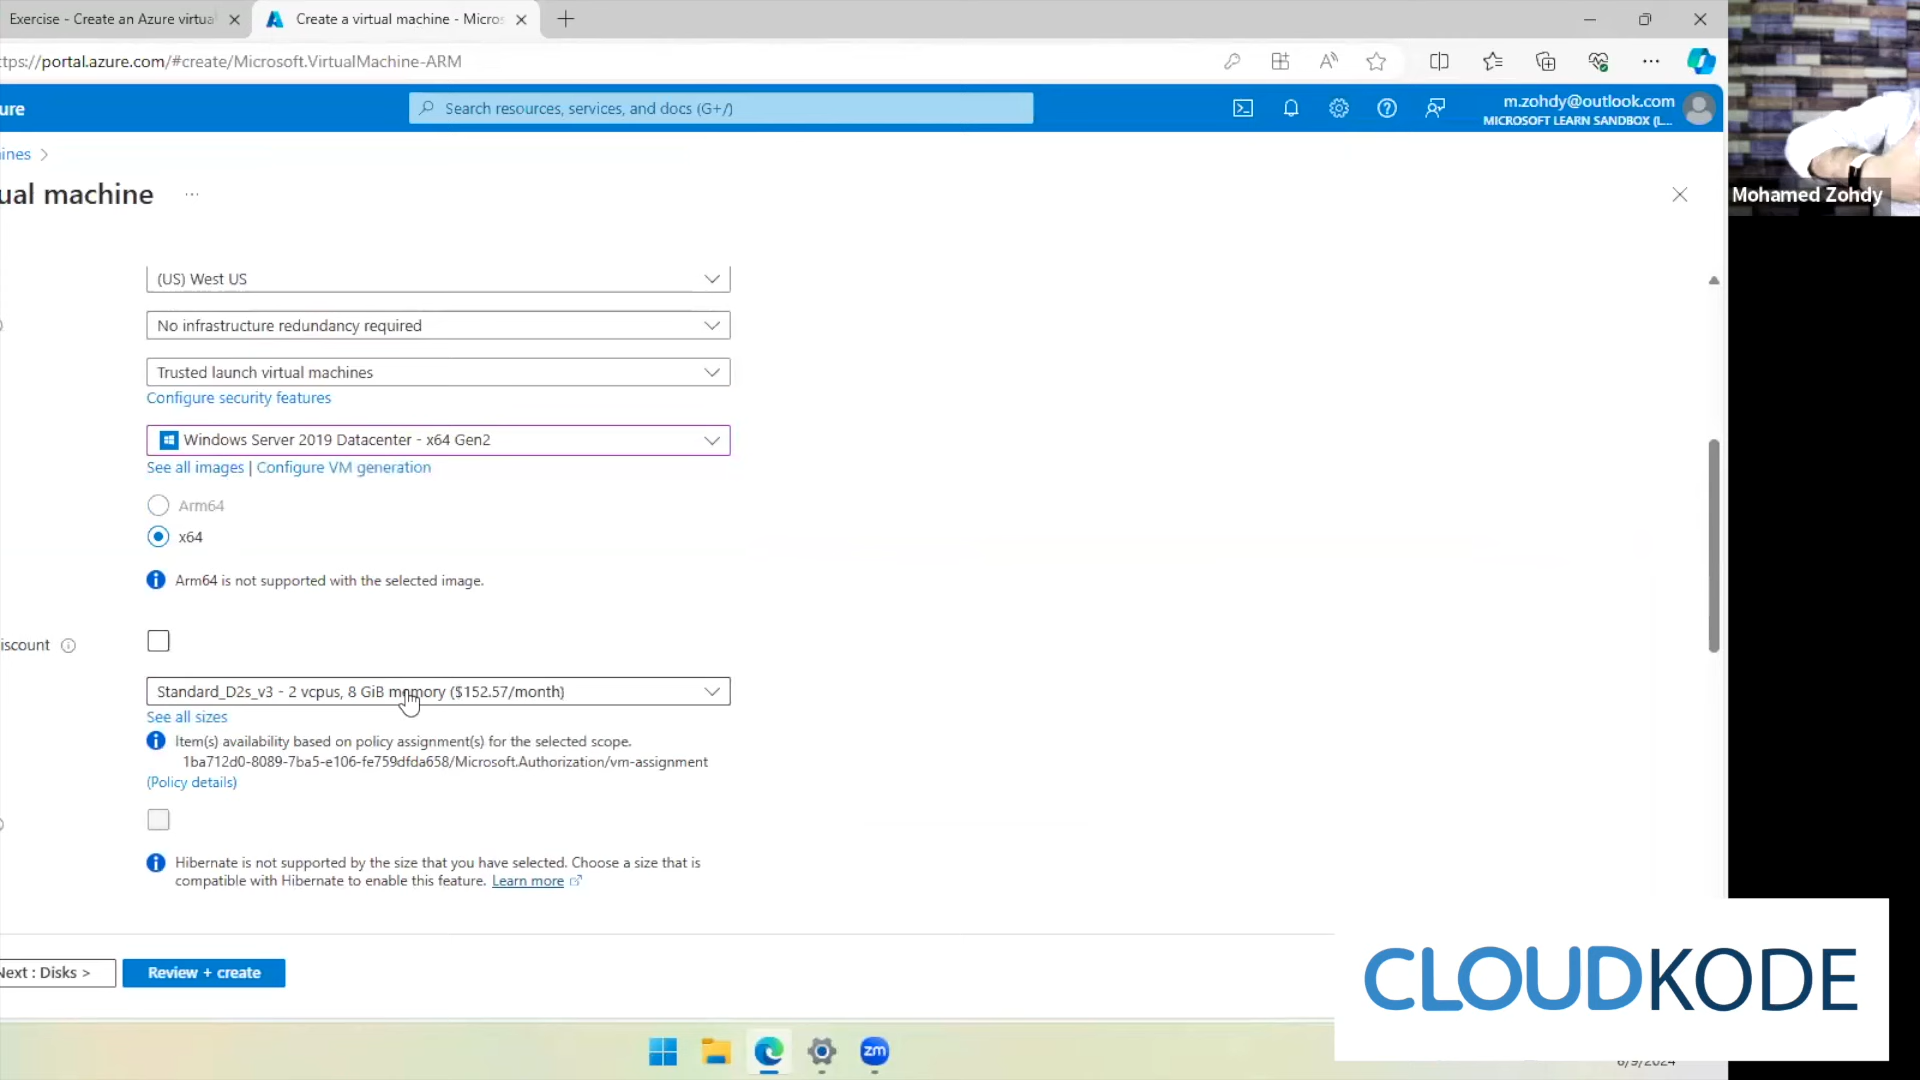 Exercise - Create an Azure virtua
Create a virtual machine - Micros
tps://portal.azure.com/#create/Microsoft.VirtualMachine-ARM
ure
Search resources, services, and docs (G+/)
m.zohdy@outlook.com
MICROSOFT LEARN SANDBOX (L...
ines >
ual machine ...
Mohamed Zohdy
(US) West US
No infrastructure redundancy required
Trusted launch virtual machines
Configure security features
Windows Server 2019 Datacenter - x64 Gen2
See all images | Configure VM generation
Arm64
x64
Arm64 is not supported with the selected image.
iscount
Standard_D2s_v3 - 2 vcpus, 8 GiB memory ($152.57/month)
See all sizes
Item(s) availability based on policy assignment(s) for the selected scope.
1ba712d0-8089-7ba5-e106-fe759dfda658/Microsoft.Authorization/vm-assignment
(Policy details)
Hibernate is not supported by the size that you have selected. Choose a size that is
compatible with Hibernate to enable this feature. Learn more
Next : Disks >
Review + create
CLOUDKODE
zm
6/9/2024